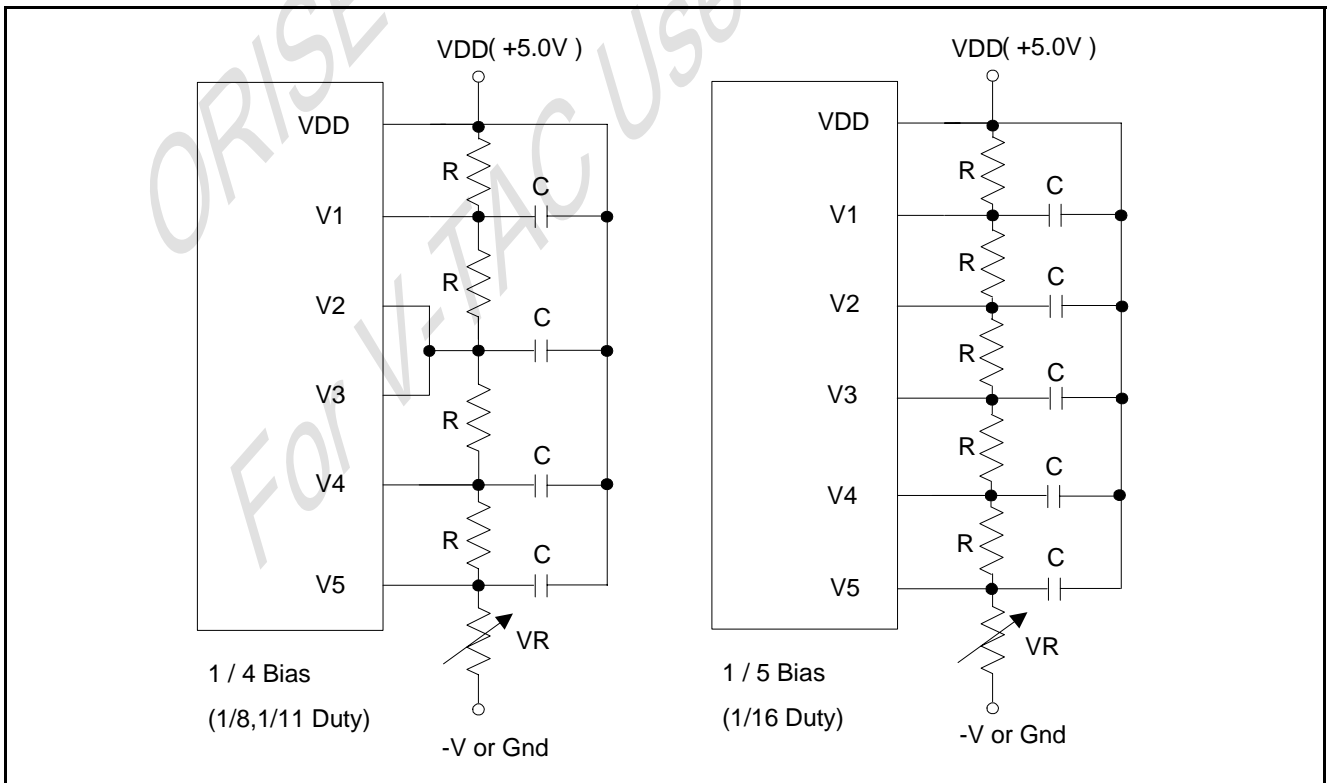 ORISE
For V-TAC Use
VDD( +5.0V )
VDD
R
C
V1
R
V2
C
V3
R
C
V4
R
C
V5
VR
1 / 4 Bias
(1/8,1/11 Duty)
-V or Gnd
VDD( +5.0V )
VDD
R
C
V1
R
C
V2
R
C
V3
R
C
V4
R
C
V5
VR
1 / 5 Bias
(1/16 Duty)
-V or Gnd